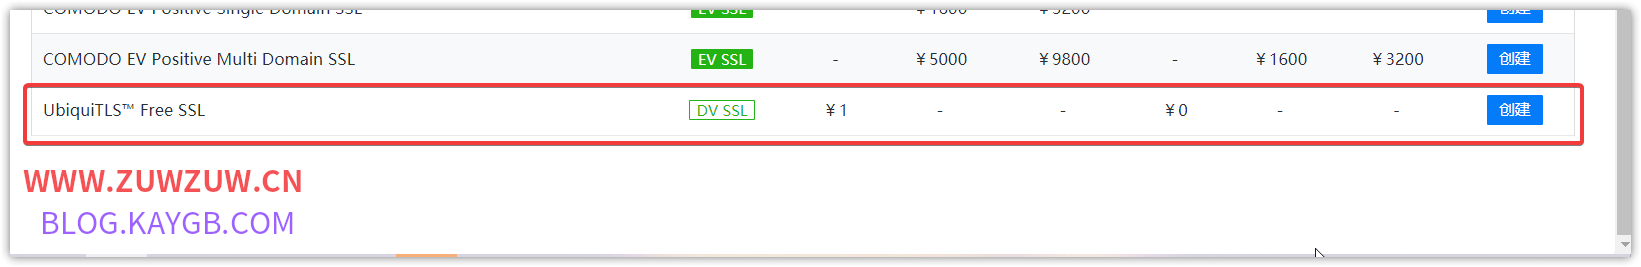 COMODO EV Positive Single Domain SSL EV SSL ¥1600 ¥3200 创建
COMODO EV Positive Multi Domain SSL EV SSL - ¥5000 ¥9800 - ¥1600 ¥3200 创建
UbiquiTLS™ Free SSL DV SSL ¥1 - - ¥0 - - 创建
WWW.ZUWZUW.CN
BLOG.KAYGB.COM